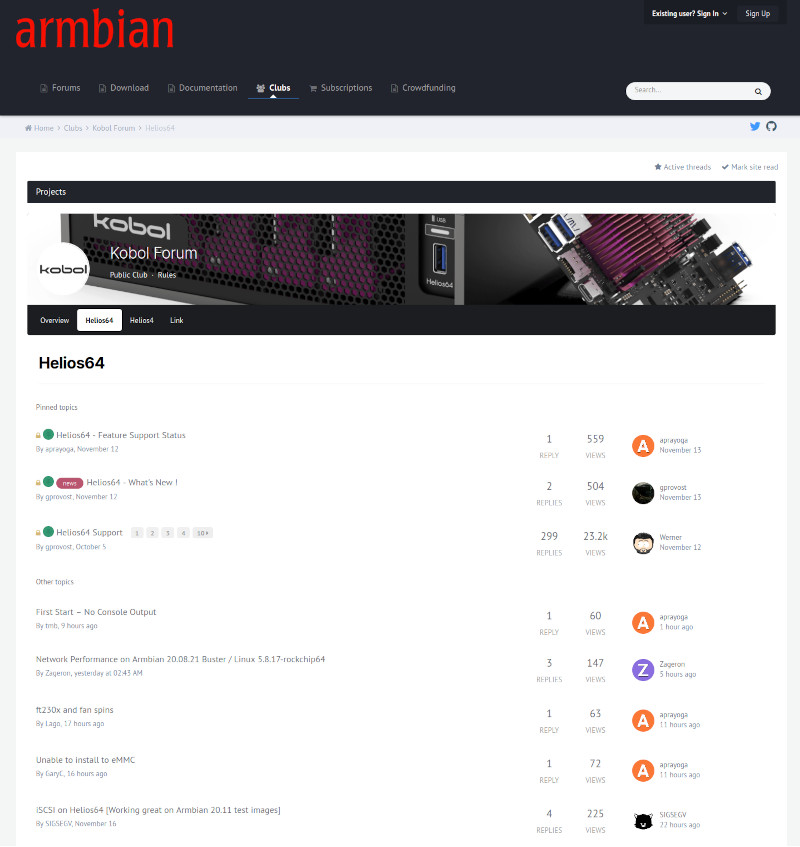 armbian
Existing user? Sign In
Sign Up
Forums
Download
Documentation
Clubs
Subscriptions
Crowdfunding
Search...
Home
Clubs
Kobol Forum
Helios64
Active threads
Mark site read
Projects
kobol
USB
Helios64
kobol
Kobol Forum
Public Club · Rules
Overview
Helios64
Helios4
Link
Helios64
Pinned topics
Helios64 - Feature Support Status
By aprayoga, November 12
1
REPLY
559
VIEWS
A
aprayoga
November 13
news
Helios64 - What's New !
By gprovost, November 12
2
REPLIES
504
VIEWS
gprovost
November 13
Helios64 Support 1 2 3 4 10
By gprovost, October 5
299
REPLIES
23.2k
VIEWS
Werner
November 12
Other topics
First Start – No Console Output
By tmb, 9 hours ago
1
REPLY
60
VIEWS
A
aprayoga
1 hour ago
Network Performance on Armbian 20.08.21 Buster / Linux 5.8.17-rockchip64
By Zageron, yesterday at 02:43 AM
3
REPLIES
147
VIEWS
Z
Zageron
5 hours ago
ft230x and fan spins
By Lago, 17 hours ago
1
REPLY
63
VIEWS
A
aprayoga
11 hours ago
Unable to install to eMMC
By GaryC, 16 hours ago
1
REPLY
72
VIEWS
A
aprayoga
11 hours ago
iSCSI on Helios64 [Working great on Armbian 20.11 test images]
By SIGSEGV, November 16
4
REPLIES
225
VIEWS
SIGSEGV
22 hours ago